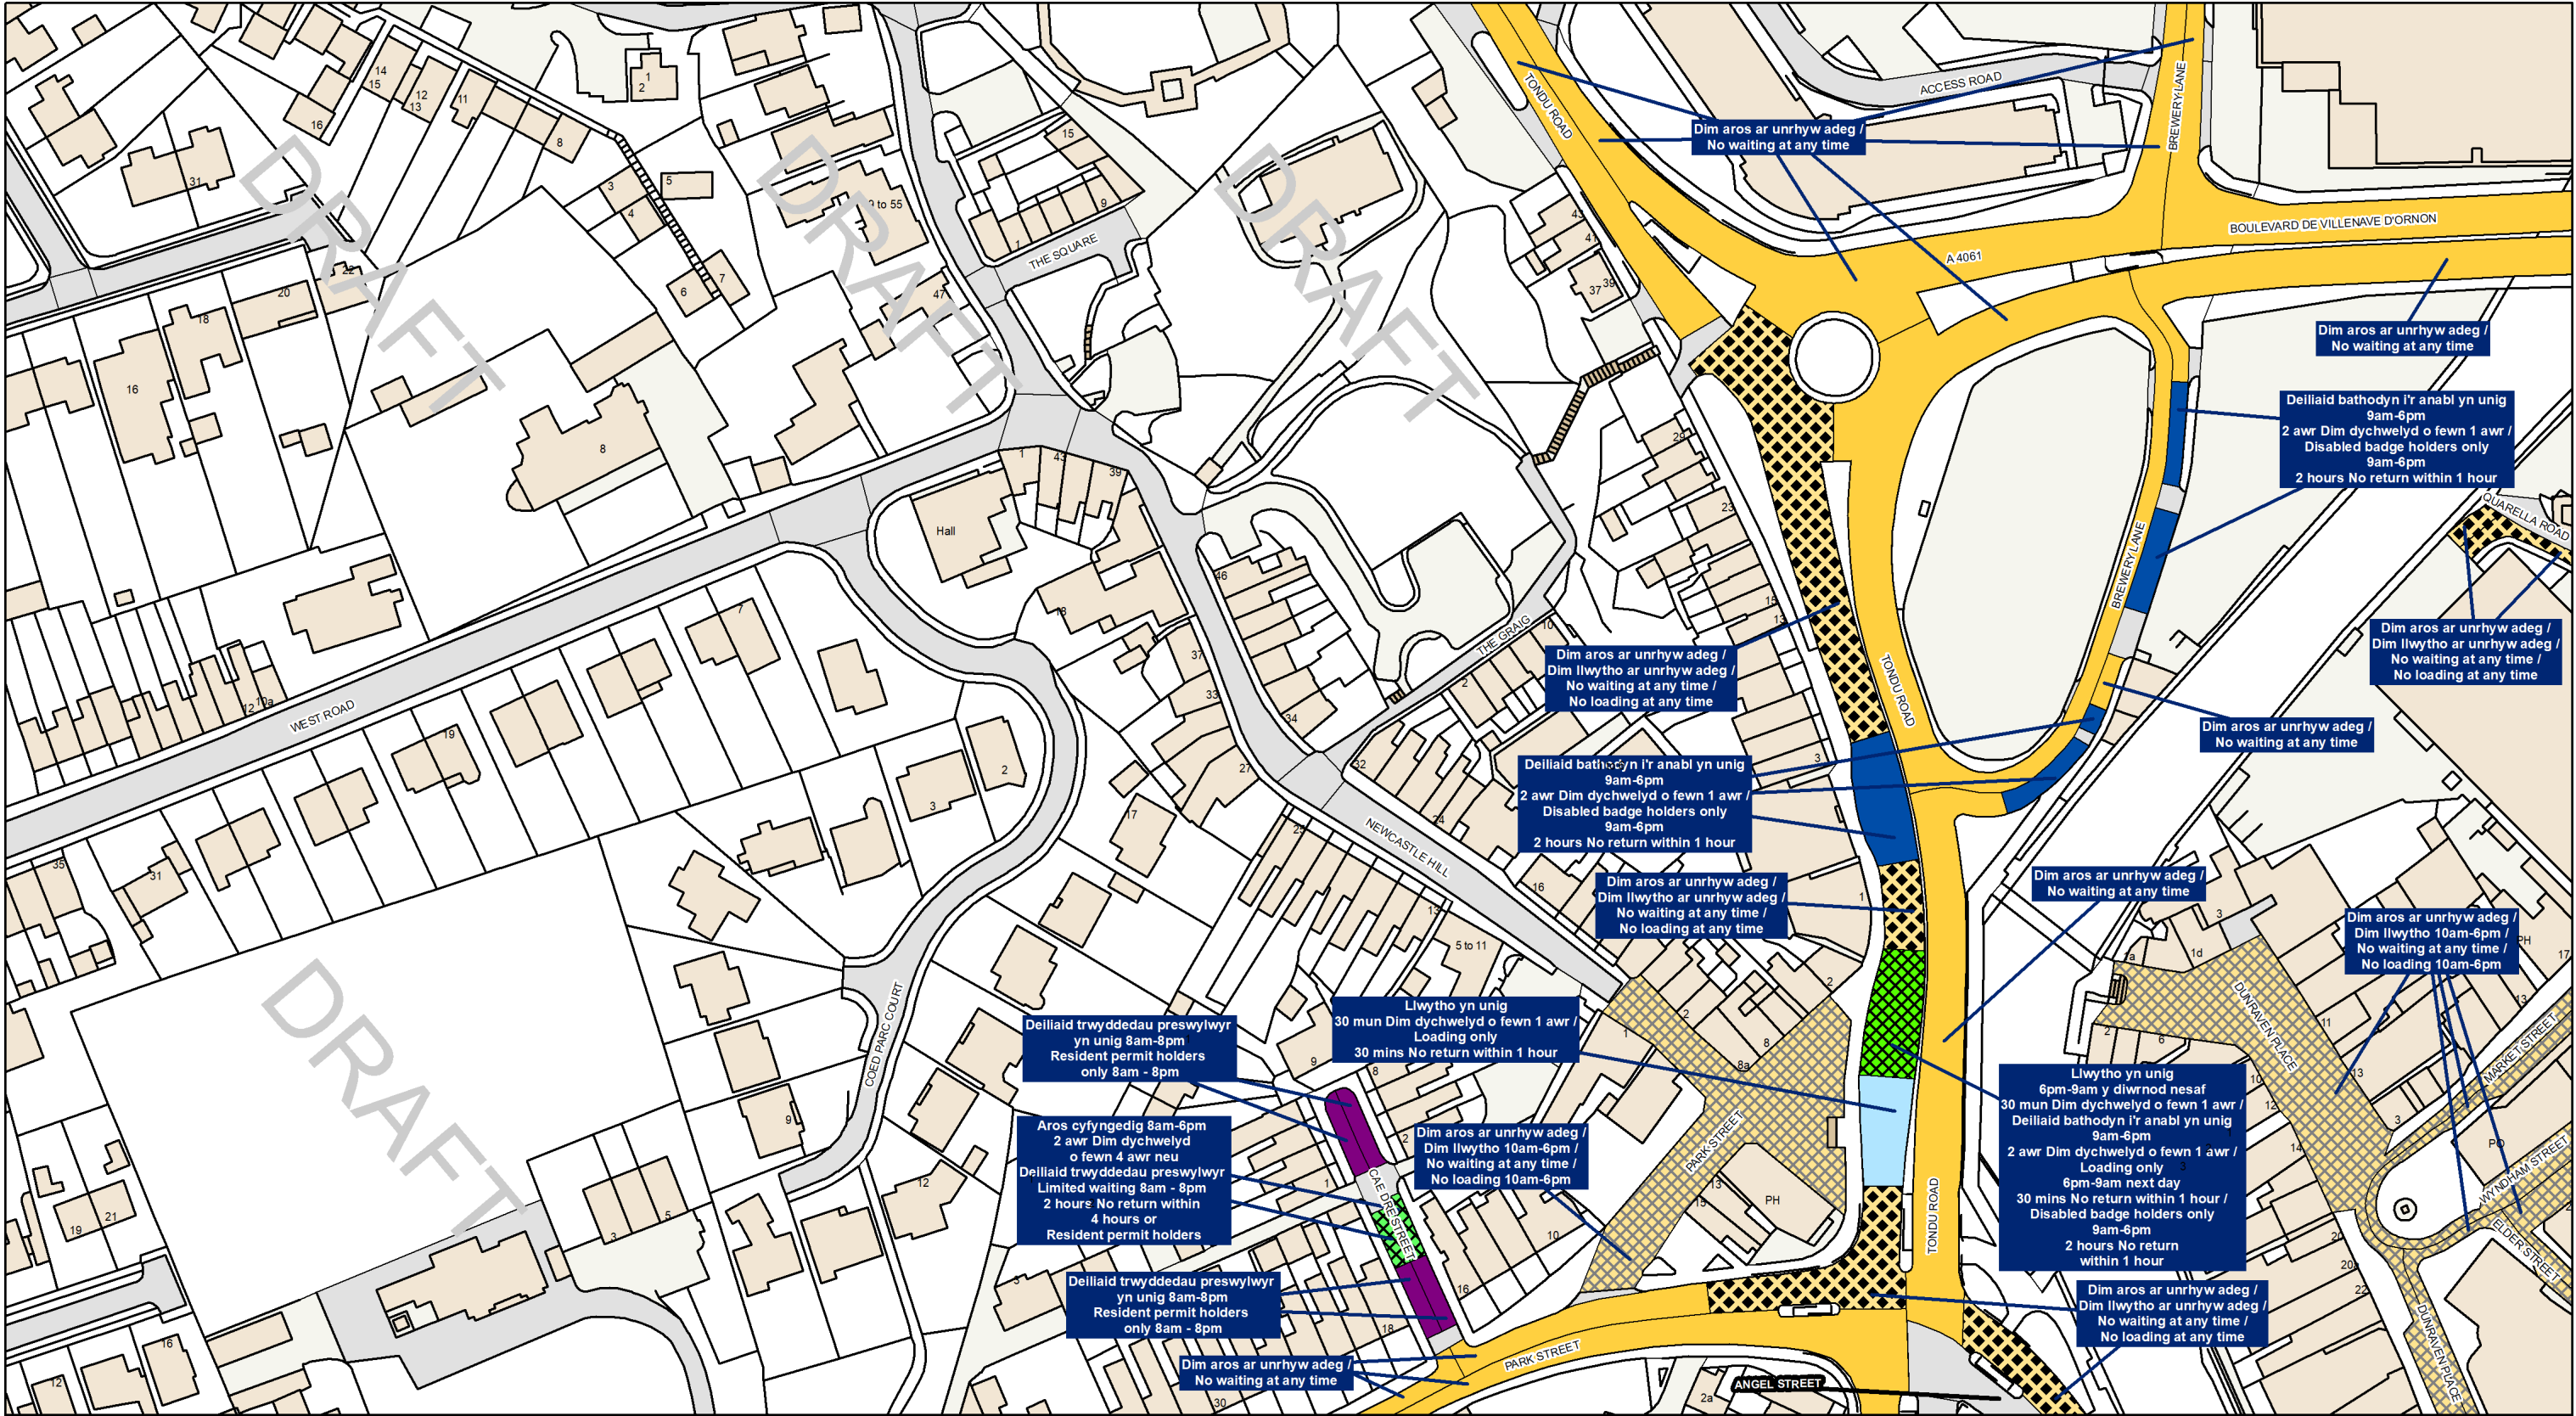 DRAFT
DRAFT
DRAFT
DRAFT
TONDU ROAD
ACCESS ROAD
BREWERY LANE
Dim aros ar unrhyw adeg /
No waiting at any time
BOULEVARD DE VILLENAVE D'ORNON
A 4061
THE SQUARE
Dim aros ar unrhyw adeg /
No waiting at any time
Deiliaid bathodyn i'r anabl yn unig
9am-6pm
2 awr Dim dychwelyd o fewn 1 awr /
Disabled badge holders only
9am-6pm
2 hours No return within 1 hour
QUARELLA ROAD
BREWERY LANE
Hall
THE GRAIG
Dim aros ar unrhyw adeg /
Dim llwytho ar unrhyw adeg /
No waiting at any time /
No loading at any time
Dim aros ar unrhyw adeg /
Dim llwytho ar unrhyw adeg /
No waiting at any time /
No loading at any time
TONDU ROAD
WEST ROAD
Dim aros ar unrhyw adeg /
No waiting at any time
Deiliaid bathodyn i'r anabl yn unig
9am-6pm
2 awr Dim dychwelyd o fewn 1 awr /
Disabled badge holders only
9am-6pm
2 hours No return within 1 hour
NEWCASTLE HILL
Dim aros ar unrhyw adeg /
Dim llwytho ar unrhyw adeg /
No waiting at any time /
No loading at any time
Dim aros ar unrhyw adeg /
No waiting at any time
Dim aros ar unrhyw adeg /
Dim llwytho 10am-6pm /
No waiting at any time /
No loading 10am-6pm
PH
5 to 11
COED PARC COURT
Deiliaid trwyddedau preswylwyr
yn unig 8am-8pm
Resident permit holders
only 8am - 8pm
Llwytho yn unig
30 mun Dim dychwelyd o fewn 1 awr /
Loading only
30 mins No return within 1 hour
DUNRAVEN PLACE
MARKET STREET
Aros cyfyngedig 8am-6pm
2 awr Dim dychwelyd
o fewn 4 awr neu
Deiliaid trwyddedau preswylwyr
Limited waiting 8am - 8pm
2 hours No return within
4 hours or
Resident permit holders
Dim aros ar unrhyw adeg /
Dim llwytho 10am-6pm /
No waiting at any time /
No loading 10am-6pm
PARK STREET
Llwytho yn unig
6pm-9am y diwrnod nesaf
30 mun Dim dychwelyd o fewn 1 awr /
Deiliaid bathodyn i'r anabl yn unig
9am-6pm
2 awr Dim dychwelyd o fewn 1 awr /
Loading only
6pm-9am next day
30 mins No return within 1 hour /
Disabled badge holders only
9am-6pm
2 hours No return
within 1 hour
PO
WYNDHAM STREET
ELDER STREET
CAE DRE STREET
PH
TONDU ROAD
Deiliaid trwyddedau preswylwyr
yn unig 8am-8pm
Resident permit holders
only 8am - 8pm
Dim aros ar unrhyw adeg /
Dim llwytho ar unrhyw adeg /
No waiting at any time /
No loading at any time
DUNRAVEN PLACE
PARK STREET
Dim aros ar unrhyw adeg /
No waiting at any time
ANGEL STREET